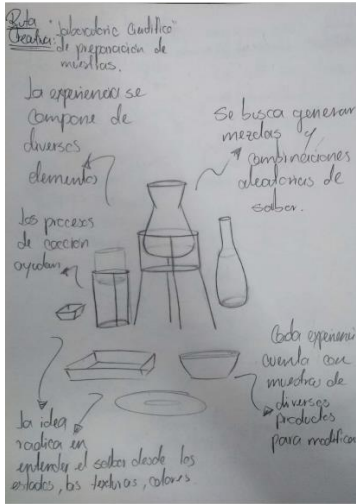 Ruta "laboratorio Científico"
Creativa: de preparación de
muestras.
la experiencia se
compone de
diversos
elementos
Se busca generar
mezclas y
combinaciones
aleatorias de
sabor.
los procesos
de cocción
ayudan
Cada experienci
cuenta con
muestras de
diversos
productos
para modificar
la idea
radica en
entender el sabor desde los
estados, las texturas, colores.